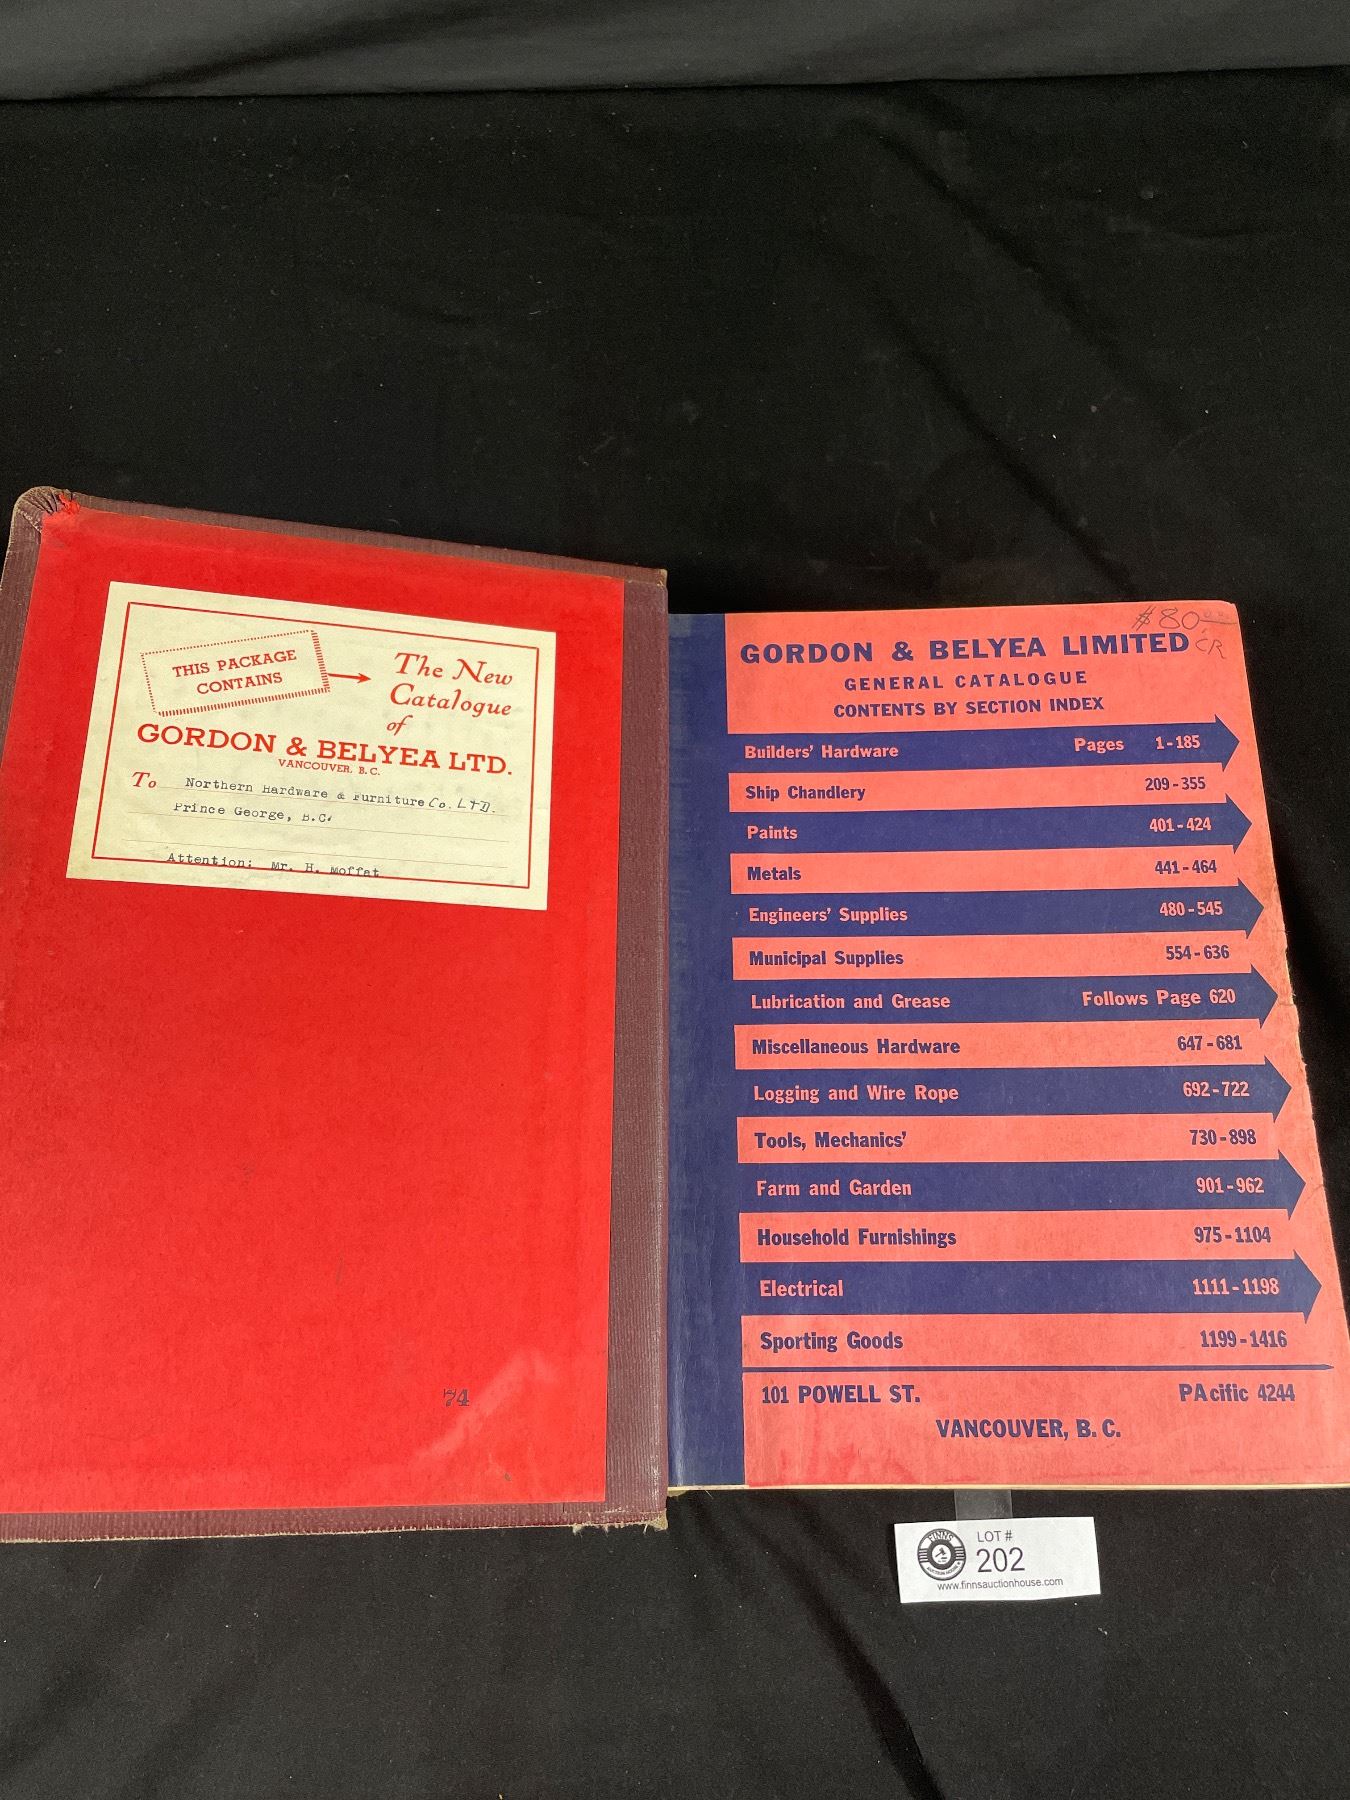 THIS PACKAGE
CONTAINS
The New
Catalogue
of
GORDON & BELYEA LTD.
VANCOUVER, B.C.
To Northern Hardware & Furniture Co. LTD.
Prince George, B.C.
Attention: Mr. H. Moffat
74
$80.00
CR
GORDON & BELYEA LIMITED
GENERAL CATALOGUE
CONTENTS BY SECTION INDEX
Builders' Hardware Pages 1-185
Ship Chandlery 209-355
Paints 401-424
Metals 441-464
Engineers' Supplies 480-545
Municipal Supplies 554-636
Lubrication and Grease Follows Page 620
Miscellaneous Hardware 647-681
Logging and Wire Rope 692-722
Tools, Mechanics' 730-898
Farm and Garden 901-962
Household Furnishings 975-1104
Electrical 1111-1198
Sporting Goods 1199-1416
101 POWELL ST. PAcific 4244
VANCOUVER, B. C.
FINNS
AUCTION HOUSE
LOT #
202
www.finnsauctionhouse.com